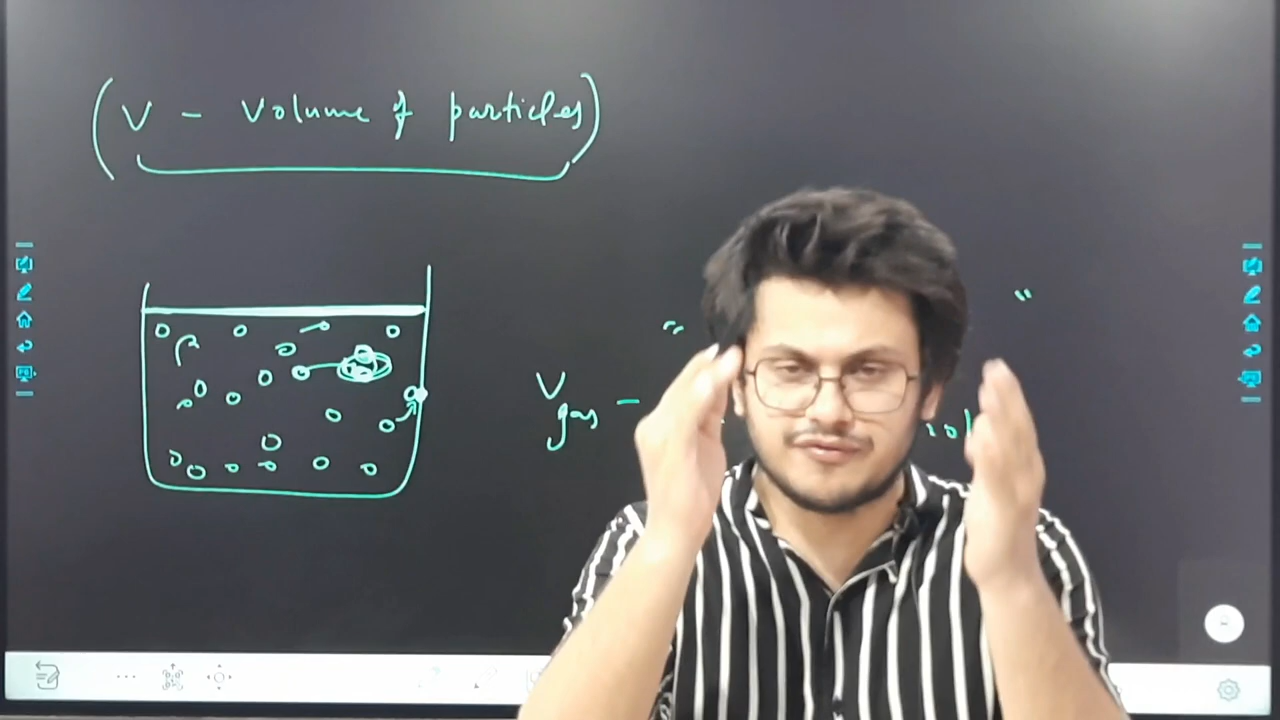 (V - Volume of particles)
"
"
V gas -